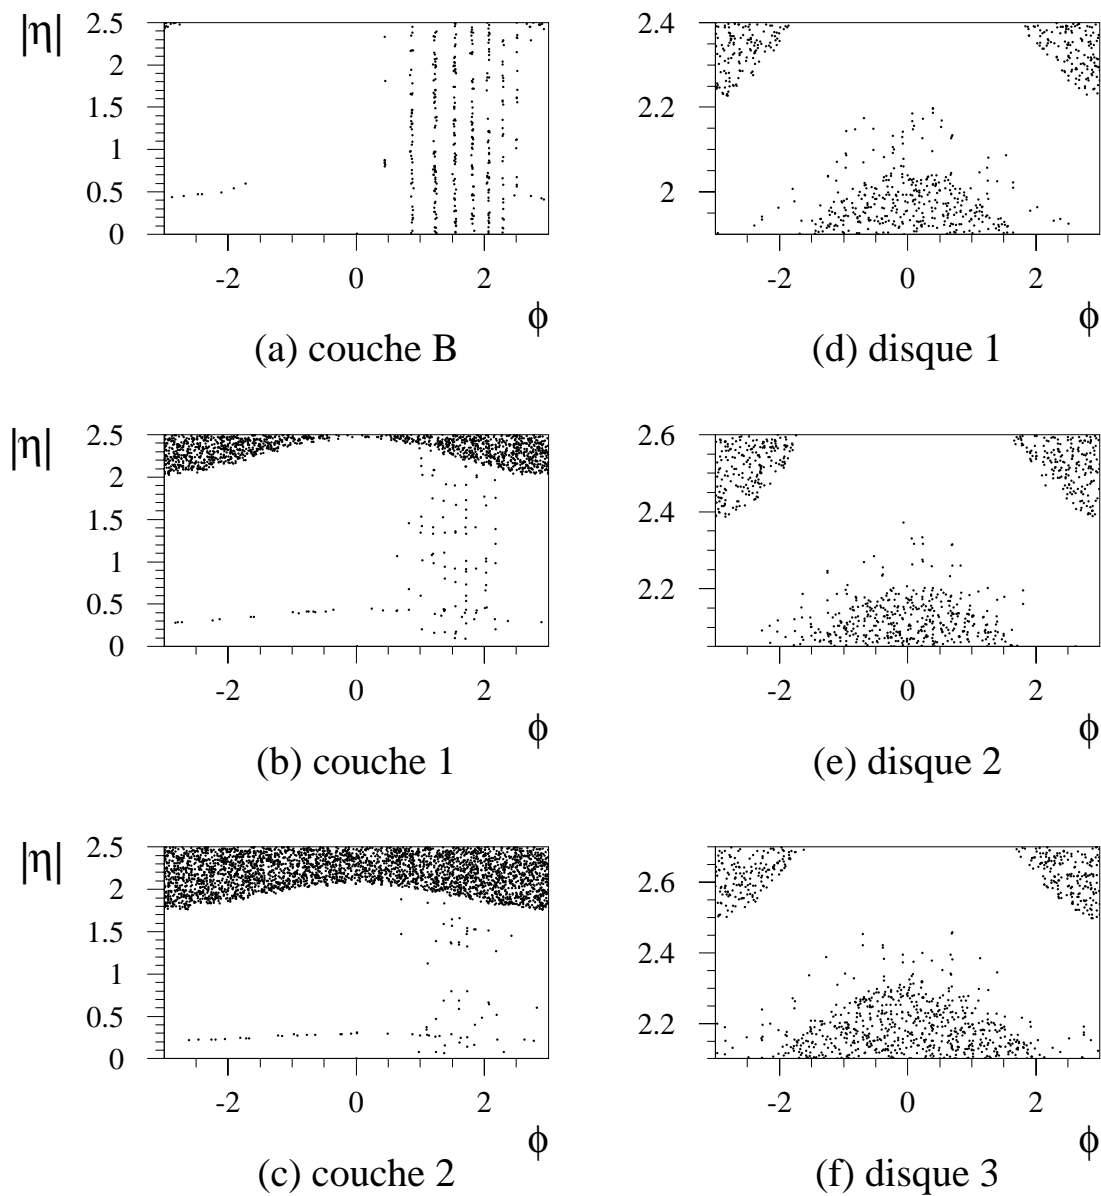 |η|
2.5
2
1.5
1
0.5
0
-2 0 2
ϕ
(a) couche B
2.4
2.2
2
-2 0 2
ϕ
(d) disque 1
|η|
2.5
2
1.5
1
0.5
0
-2 0 2
ϕ
(b) couche 1
2.6
2.4
2.2
-2 0 2
ϕ
(e) disque 2
|η|
2.5
2
1.5
1
0.5
0
-2 0 2
ϕ
(c) couche 2
2.6
2.4
2.2
-2 0 2
ϕ
(f) disque 3